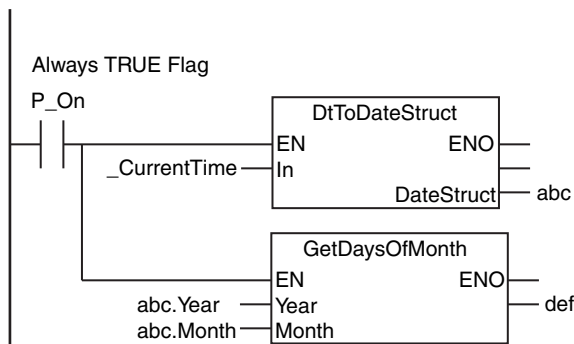 Always TRUE Flag
P_On
DtToDateStruct
EN ENO
_CurrentTime In
DateStruct abc
GetDaysOfMonth
EN ENO
abc.Year Year def
abc.Month Month